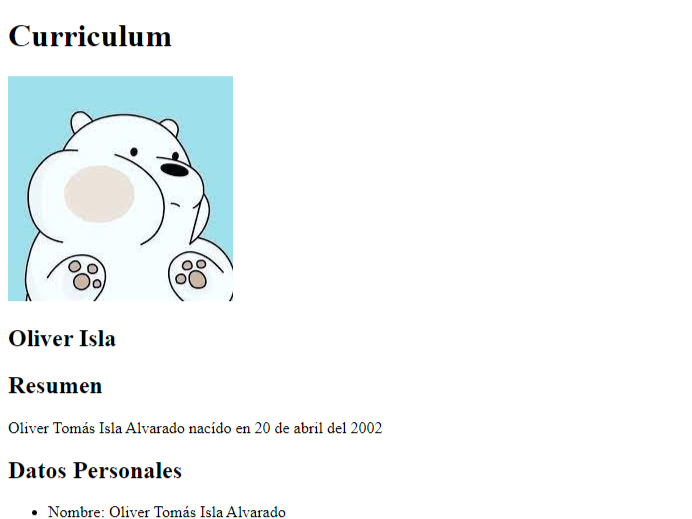 Curriculum
Oliver Isla
Resumen
Oliver Tomás Isla Alvarado nacído en 20 de abril del 2002
Datos Personales
Nombre: Oliver Tomás Isla Alvarado